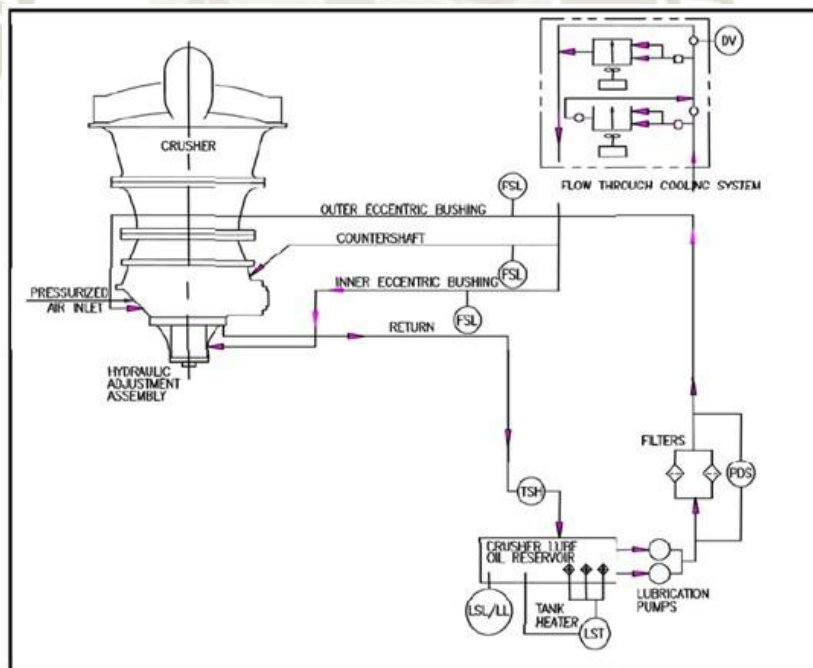 DV
CRUSHER
FLOW THROUGH COOLING SYSTEM
FSL
OUTER ECCENTRIC BUSHING
COUNTERSHAFT
FSL
INNER ECCENTRIC BUSHING
PRESSURIZED
AIR INLET
FSL
RETURN
HYDRAULIC
ADJUSTMENT
ASSEMBLY
FILTERS
PDS
TSH
CRUSHER LUBE
OIL RESERVOIR
LUBRICATION
PUMPS
LSL/LL
TANK
HEATER
LST